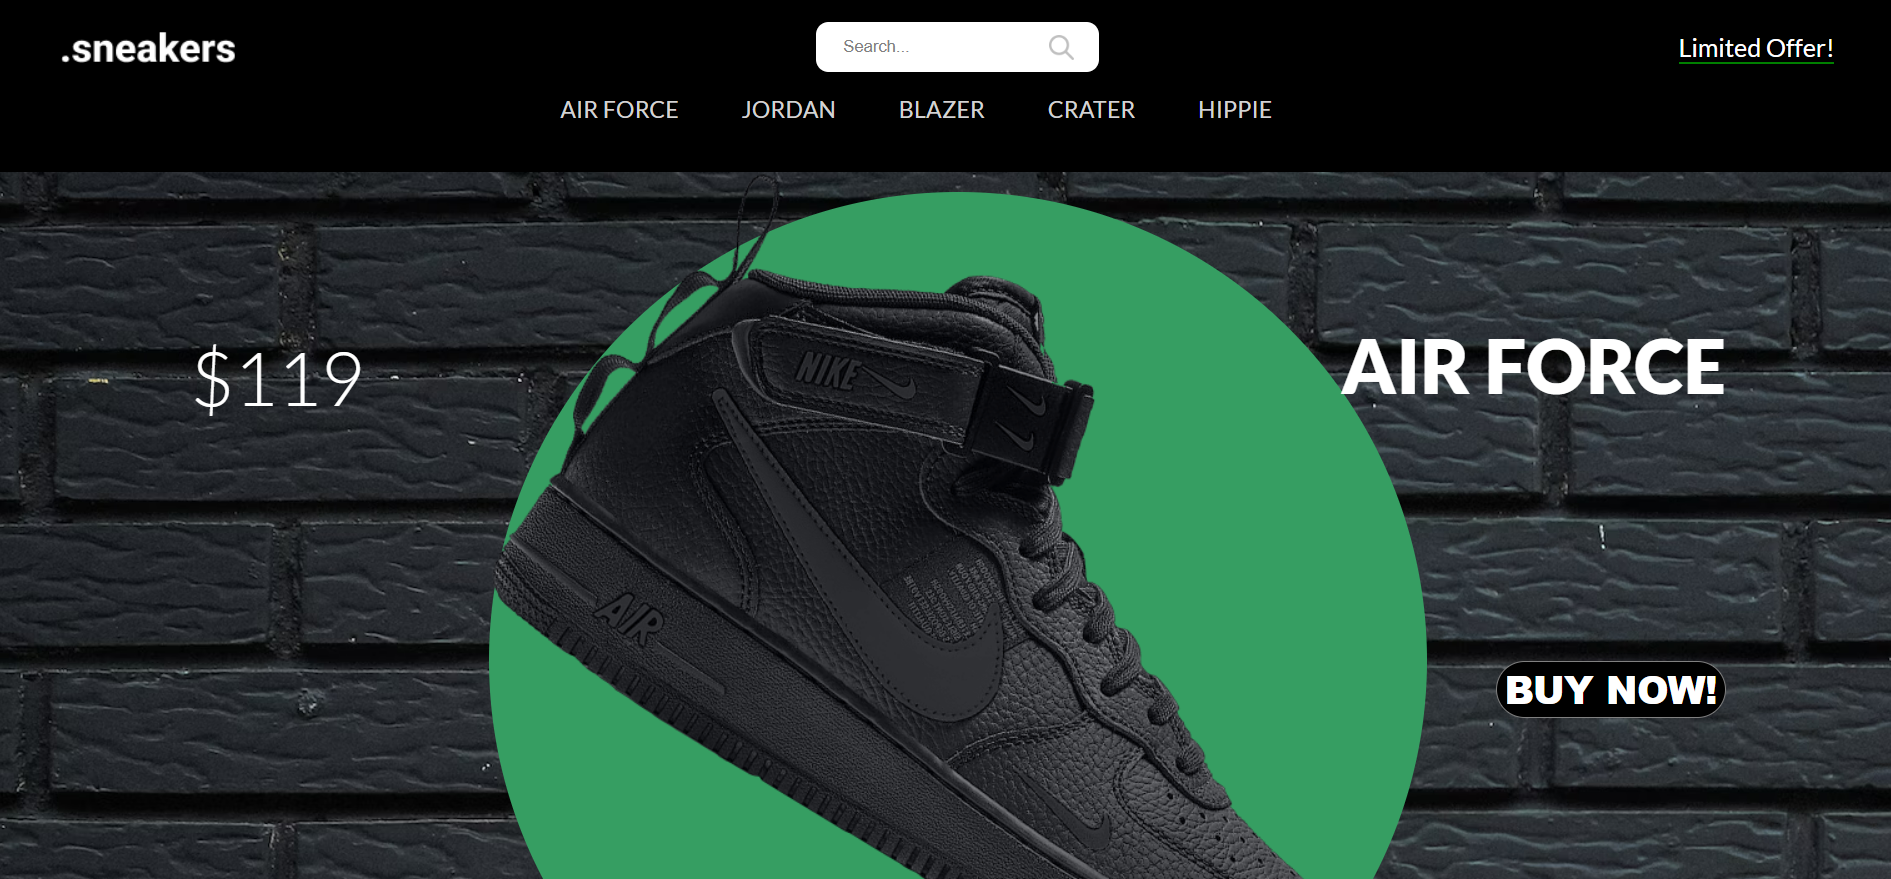 .sneakers
Search...
Limited Offer!
AIR FORCE
JORDAN
BLAZER
CRATER
HIPPIE
$119
AIR FORCE
NIKE
AIR
BUY NOW!